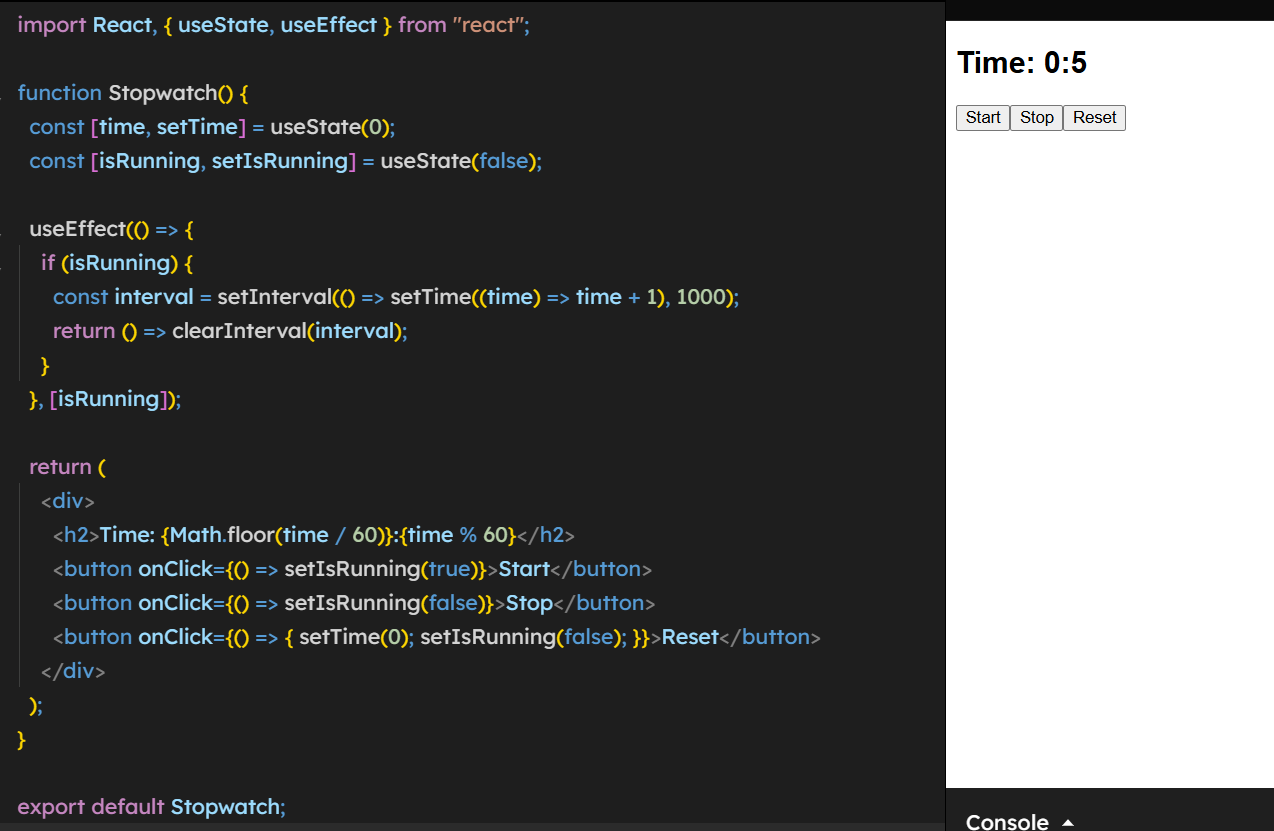 import React, { useState, useEffect } from "react";
function Stopwatch() {
const [time, setTime] = useState(0);
const [isRunning, setIsRunning] = useState(false);
useEffect(() => {
if (isRunning) {
const interval = setInterval(() => setTime((time) => time + 1), 1000);
return () => clearInterval(interval);
}
}, [isRunning]);
return (
<div>
<h2>Time: {Math.floor(time / 60)}:{time % 60}</h2>
<button onClick={() => setIsRunning(true)}>Start</button>
<button onClick={() => setIsRunning(false)}>Stop</button>
<button onClick={() => { setTime(0); setIsRunning(false); }}>Reset</button>
</div>
);
}
export default Stopwatch;
Time: 0:5
Start Stop Reset
Console